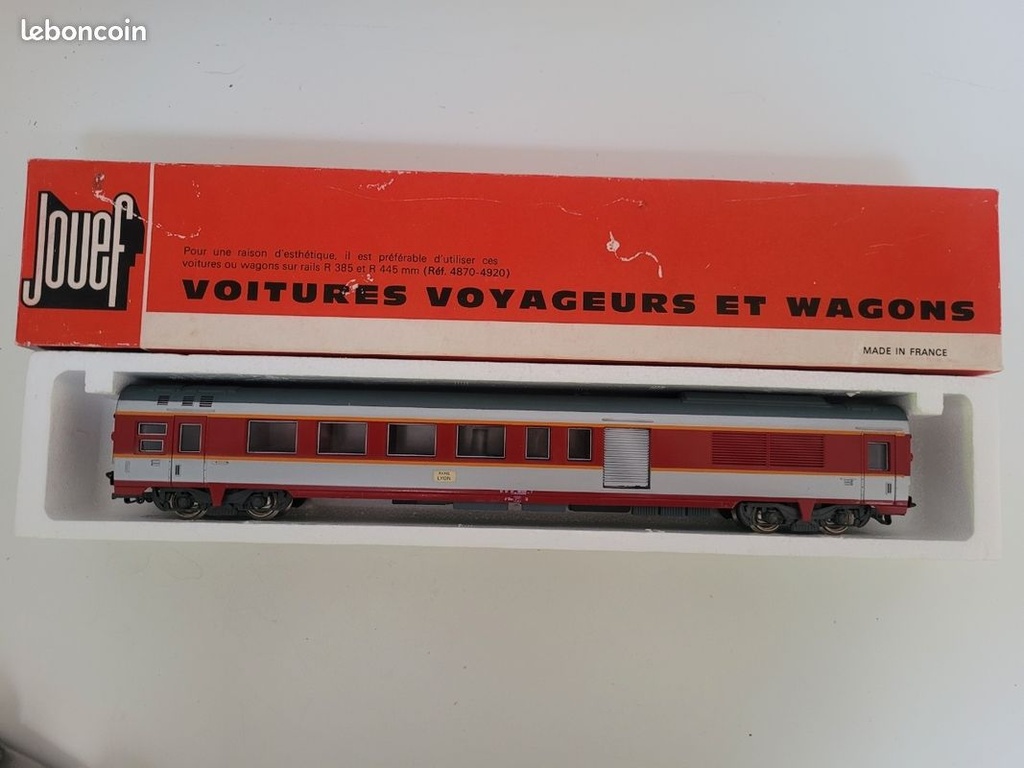 leboncoin
Jouef
Pour une raison d'esthétique, il est préférable d'utiliser ces
voitures ou wagons sur rails R 385 et R 445 mm (Réf. 4870-4920)
VOITURES VOYAGEURS ET WAGONS
MADE IN FRANCE
LYON